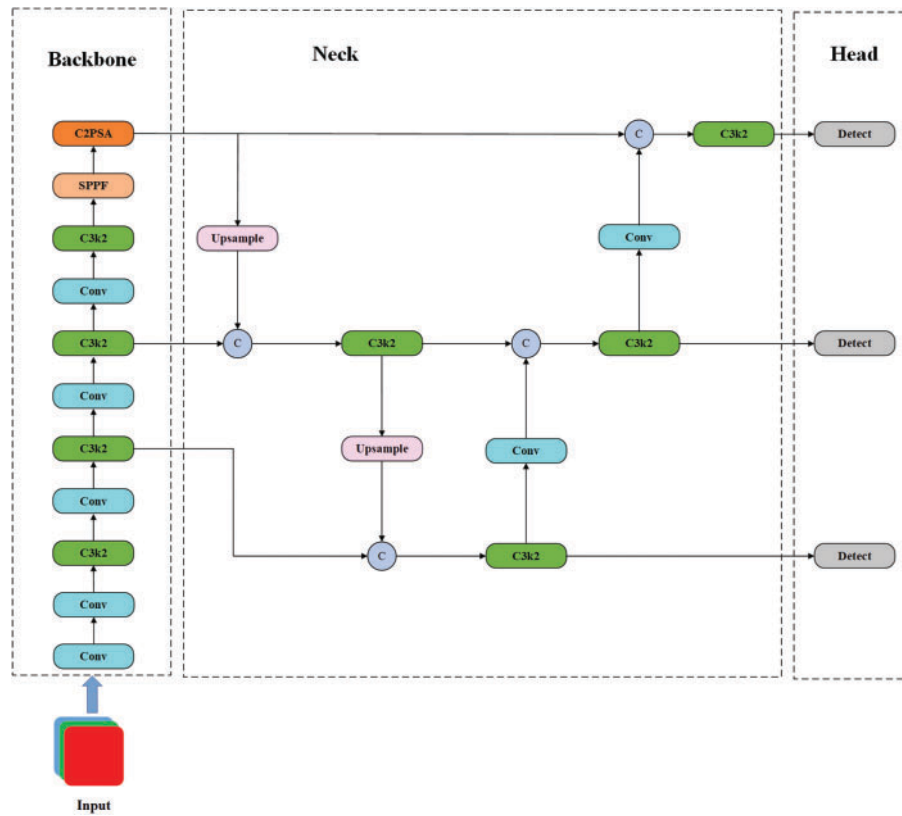 Backbone
Neck
Head
C2PSA
C
C3k2
Detect
SPPF
C3k2
Upsample
Conv
Conv
C3k2
C
C3k2
C
C3k2
Detect
Conv
C3k2
Upsample
Conv
Conv
C3k2
C
C3k2
Detect
Conv
Conv
Input